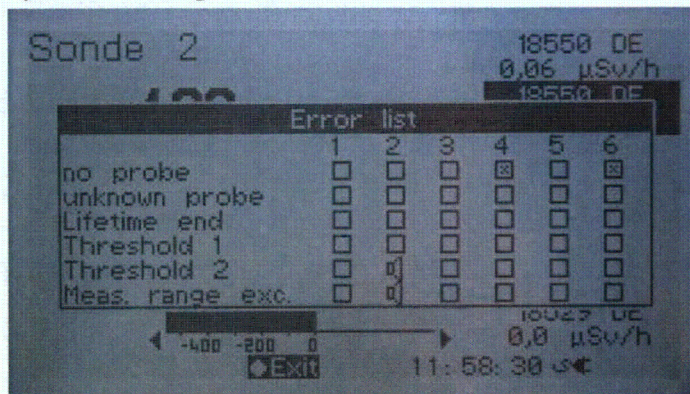 Sonde 2
18550 DE
0,06 µSv/h
18550 DE
Error list
1 2 3 4 5 6
no probe
unknown probe
Lifetime end
Threshold 1
Threshold 2
Meas. range exc.
-400 -200 0
0,0 µSv/h
Exit
11:58:30